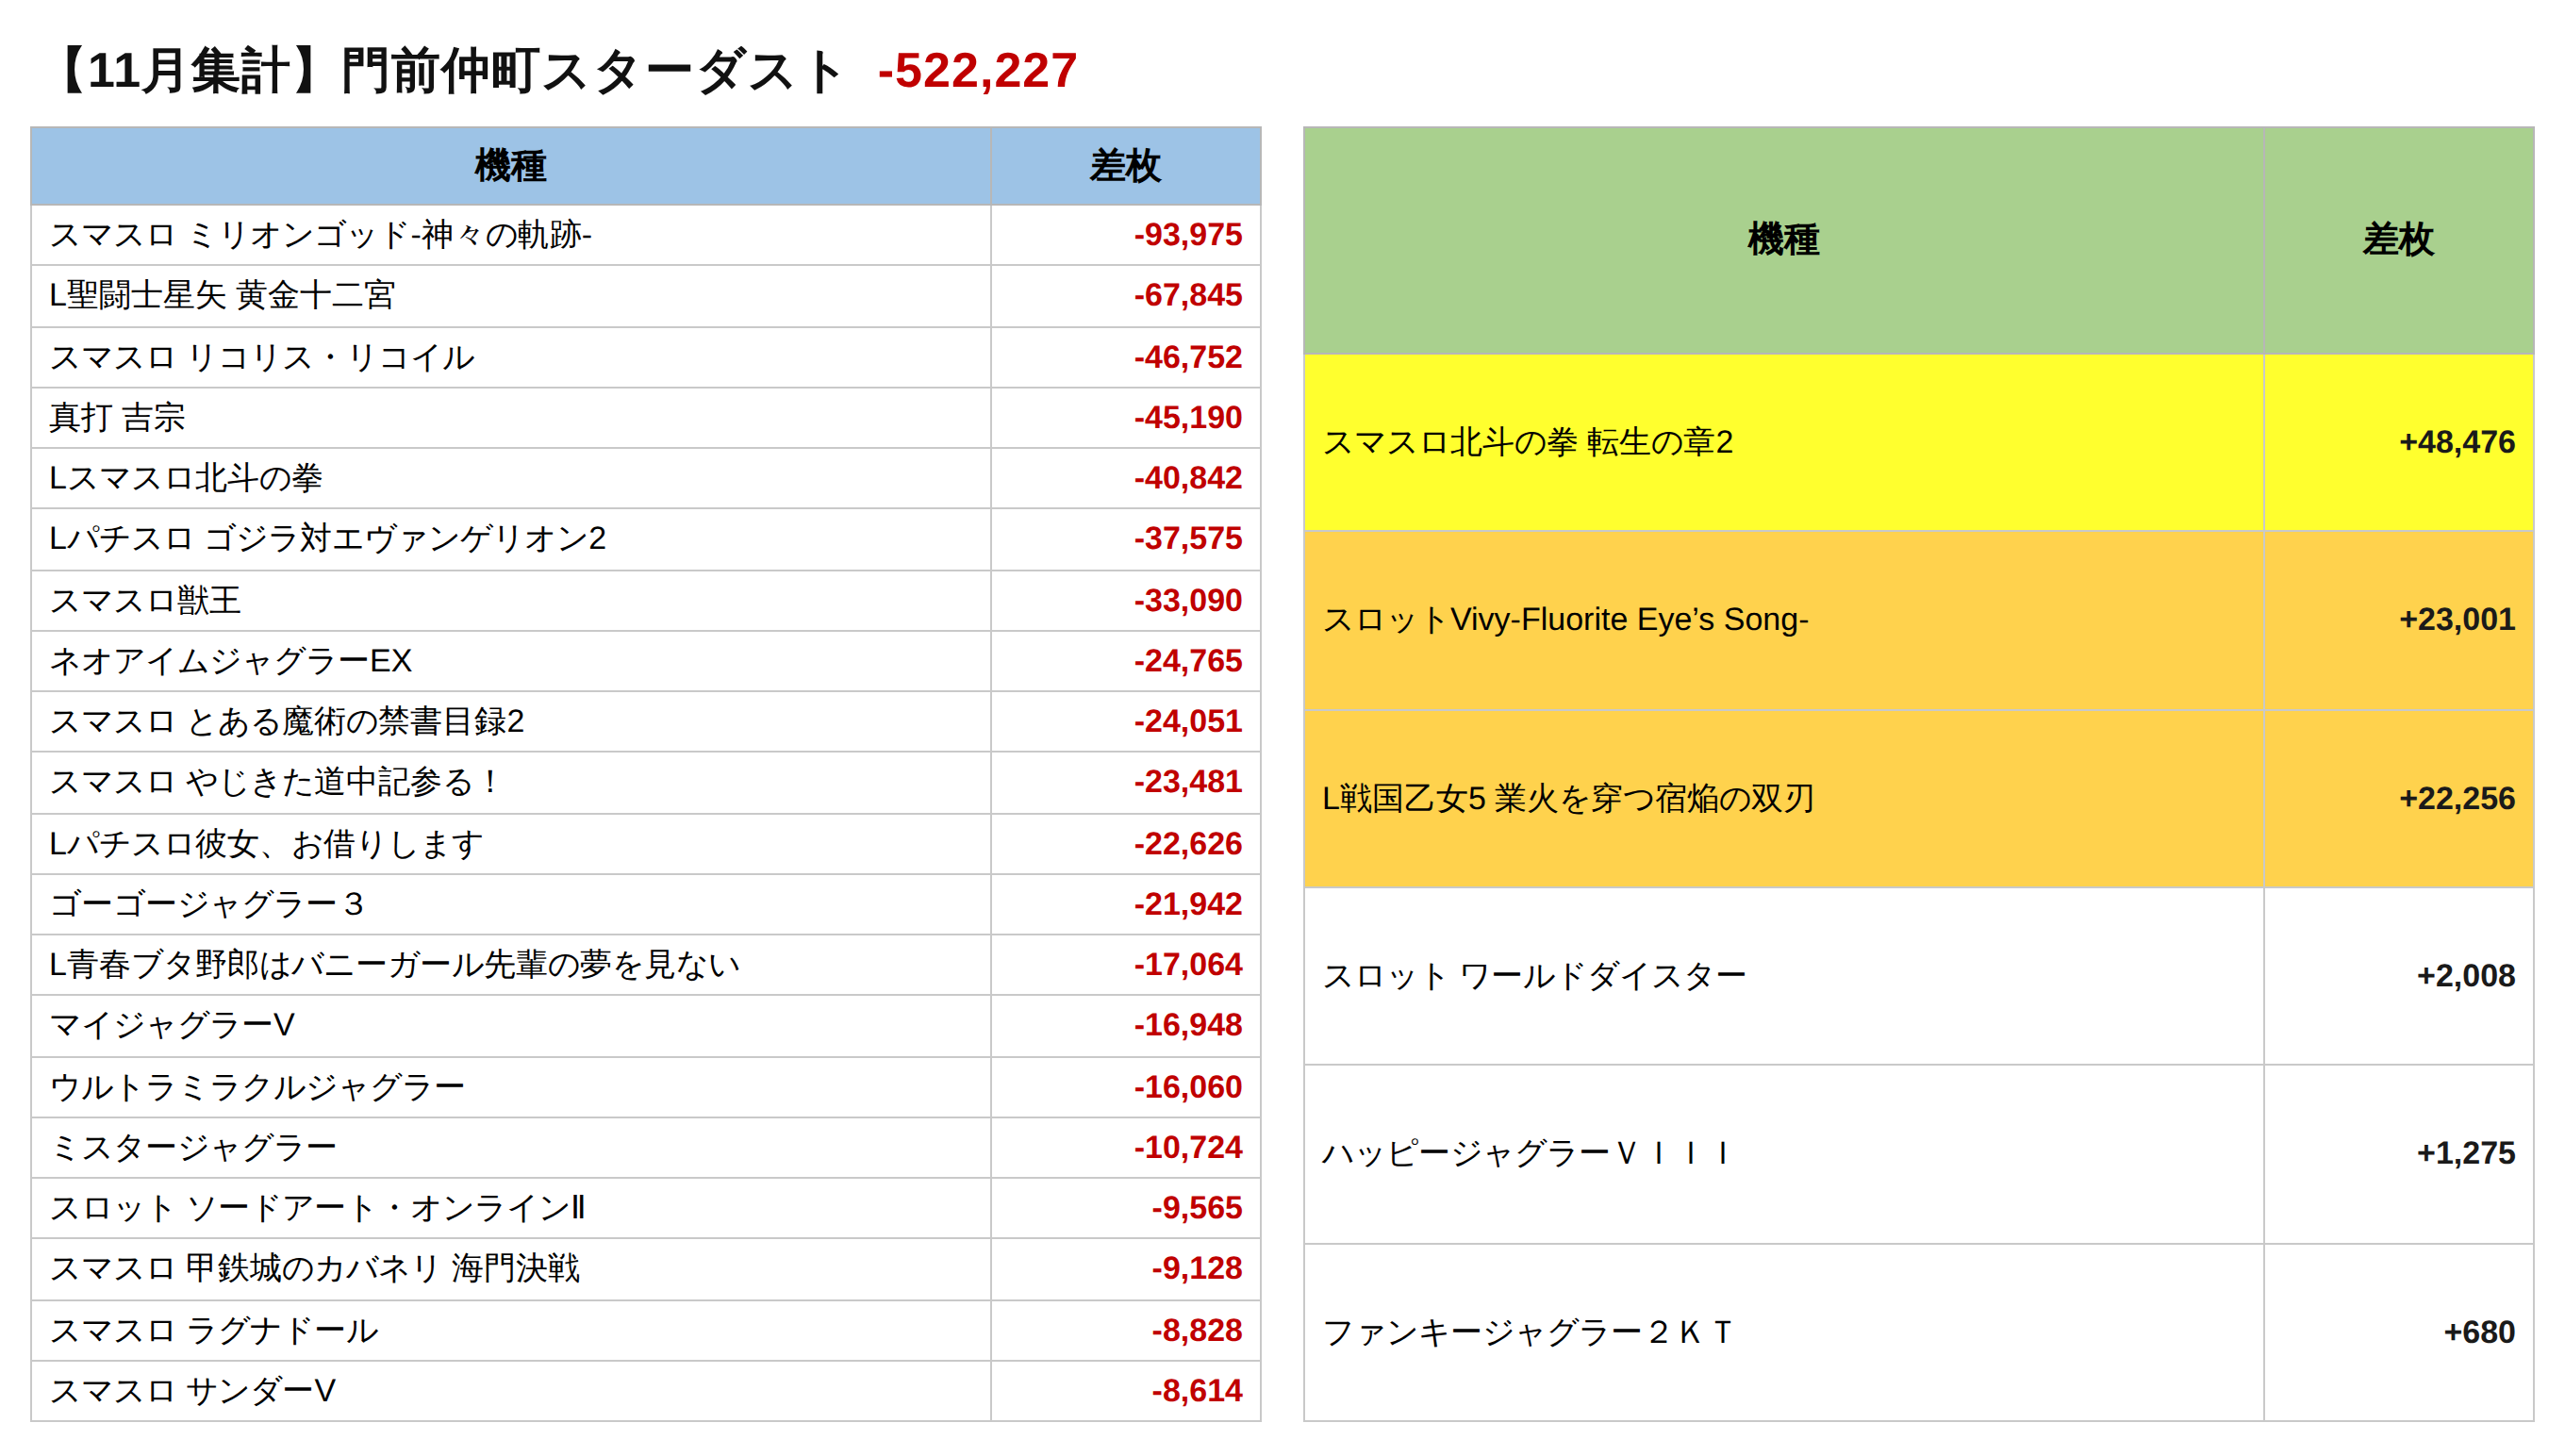 【11月集計】門前仲町スターダスト -522,227
機種 差枚
スマスロ ミリオンゴッド-神々の軌跡- -93,975
L聖闘士星矢 黄金十二宮 -67,845
スマスロ リコリス・リコイル -46,752
真打 吉宗 -45,190
Lスマスロ北斗の拳 -40,842
Lパチスロ ゴジラ対エヴァンゲリオン2 -37,575
スマスロ獣王 -33,090
ネオアイムジャグラーEX -24,765
スマスロ とある魔術の禁書目録2 -24,051
スマスロ やじきた道中記参る！ -23,481
Lパチスロ彼女、お借りします -22,626
ゴーゴージャグラー３ -21,942
L青春ブタ野郎はバニーガール先輩の夢を見ない -17,064
マイジャグラーV -16,948
ウルトラミラクルジャグラー -16,060
ミスタージャグラー -10,724
スロット ソードアート・オンラインⅡ -9,565
スマスロ 甲鉄城のカバネリ 海門決戦 -9,128
スマスロ ラグナドール -8,828
スマスロ サンダーV -8,614
機種 差枚
スマスロ北斗の拳 転生の章2 +48,476
スロットVivy-Fluorite Eye’s Song- +23,001
L戦国乙女5 業火を穿つ宿焔の双刃 +22,256
スロット ワールドダイスター +2,008
ハッピージャグラーＶＩＩＩ +1,275
ファンキージャグラー２ＫＴ +680